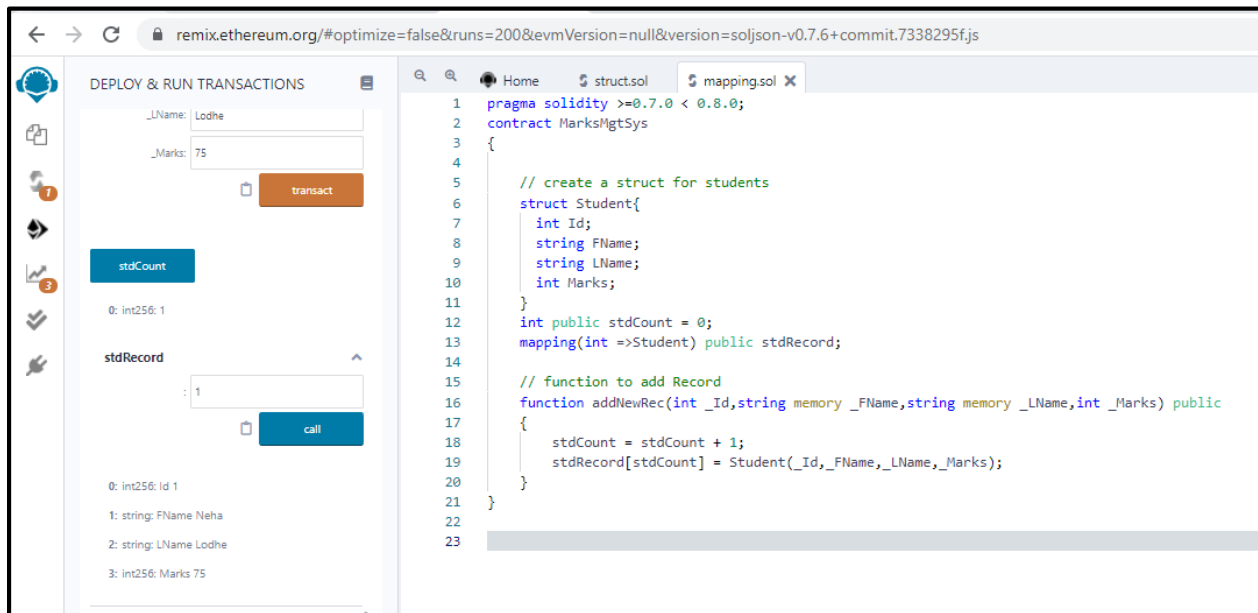 remix.ethereum.org/#optimize=false&runs=200&evmVersion=null&version=soljson-v0.7.6+commit.7338295f.js
DEPLOY & RUN TRANSACTIONS
_LName: Lodhe
_Marks: 75
transact
stdCount
0: int256: 1
stdRecord
: 1
call
0: int256: Id 1
1: string: FName Neha
2: string: LName Lodhe
3: int256: Marks 75
1
3
Home
struct.sol
mapping.sol
1 pragma solidity >=0.7.0 < 0.8.0;
2 contract MarksMgtSys
3 {
4
5 // create a struct for students
6 struct Student{
7 int Id;
8 string FName;
9 string LName;
10 int Marks;
11 }
12 int public stdCount = 0;
13 mapping(int =>Student) public stdRecord;
14
15 // function to add Record
16 function addNewRec(int _Id,string memory _FName,string memory _LName,int _Marks) public
17 {
18 stdCount = stdCount + 1;
19 stdRecord[stdCount] = Student(_Id,_FName,_LName,_Marks);
20 }
21 }
22
23